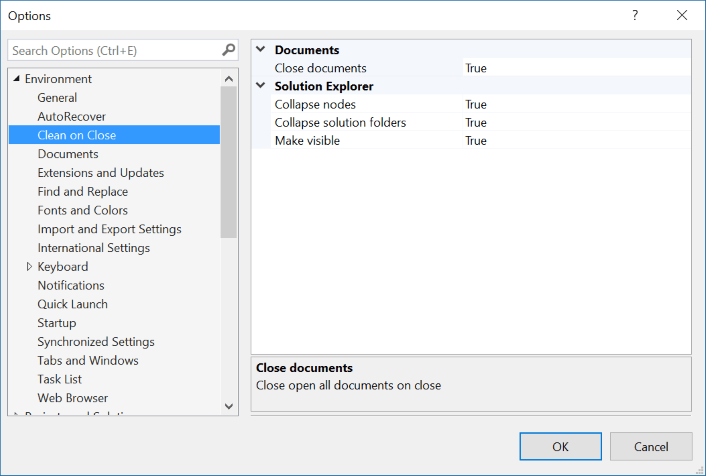 Options
?
Search Options (Ctrl+E)
Environment
General
AutoRecover
Clean on Close
Documents
Extensions and Updates
Find and Replace
Fonts and Colors
Import and Export Settings
International Settings
Keyboard
Notifications
Quick Launch
Startup
Synchronized Settings
Tabs and Windows
Task List
Web Browser
Documents
Close documents True
Solution Explorer
Collapse nodes True
Collapse solution folders True
Make visible True
Close documents
Close open all documents on close
OK
Cancel